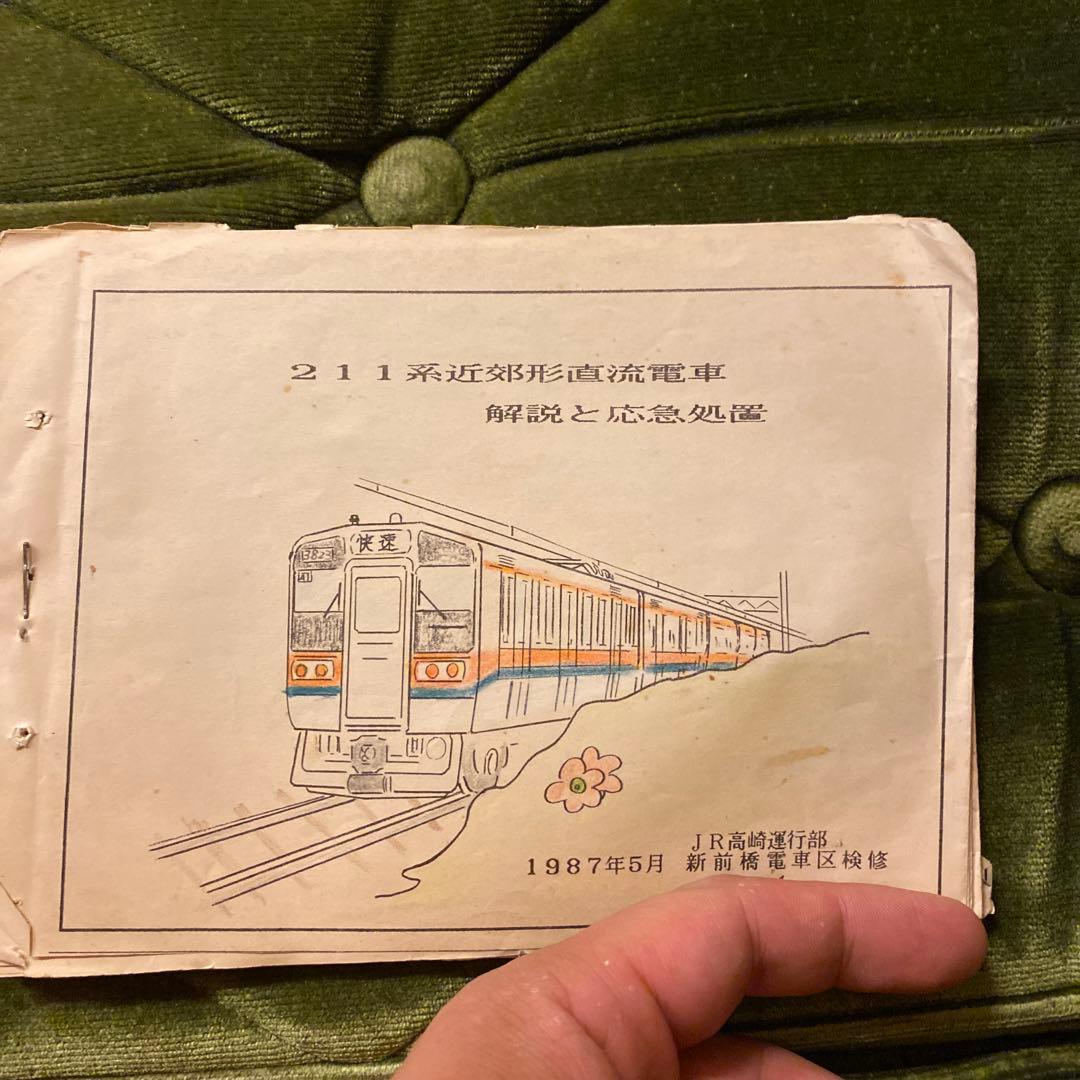 211系近郊形直流電車
解説と応急処置
快速
JR高崎運行部
1987年5月 新前橋電車区検修